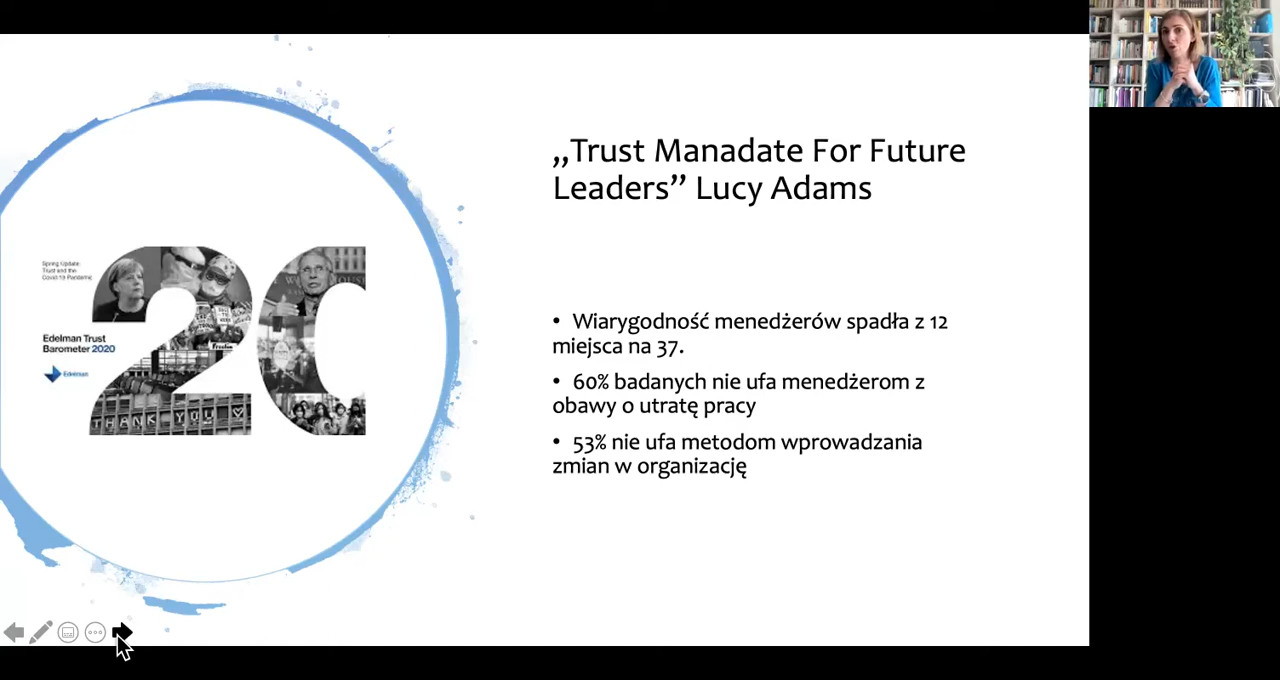 „Trust Manadate For Future
Leaders” Lucy Adams
Spring Update:
Trust and the
Covid-19 Pandemic
Edelman Trust
Barometer 2020
Edelman
THANK YOU
• Wiarygodność menedżerów spadła z 12
miejsca na 37.
• 60% badanych nie ufa menedżerom z
obawy o utratę pracy
• 53% nie ufa metodom wprowadzania
zmian w organizację